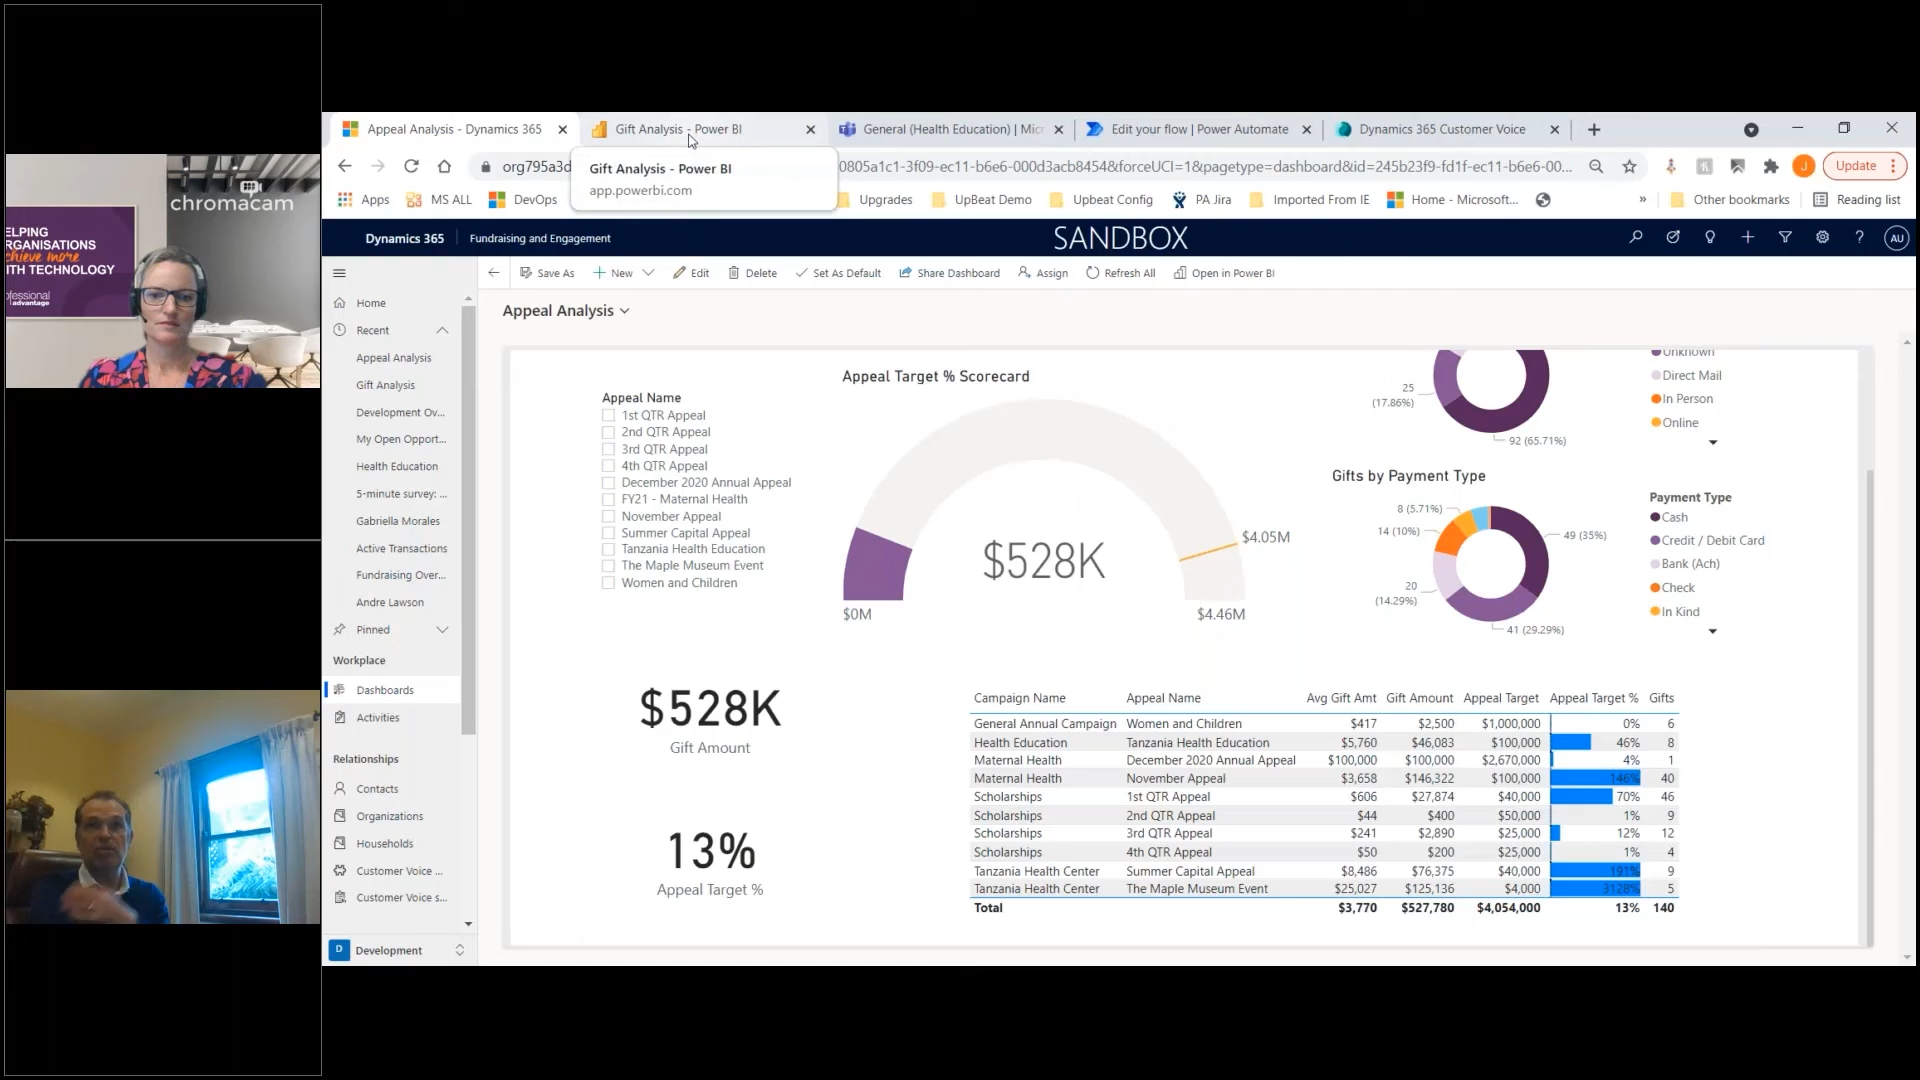 chromacam
ELPING
RGANISATIONS
chieve more
ITH TECHNOLOGY
ofessional
advantage
Appeal Analysis - Dynamics 365
Gift Analysis - Power BI
General (Health Education) | Micr
Edit your flow | Power Automate
Dynamics 365 Customer Voice
org795a3d
0805a1c1-3f09-ec11-b6e6-000d3acb8454&forceUCI=1&pagetype=dashboard&id=245b23f9-fd1f-ec11-b6e6-00...
J
Update
Gift Analysis - Power BI
app.powerbi.com
Apps
MS ALL
DevOps
Upgrades
UpBeat Demo
Upbeat Config
PA Jira
Imported From IE
Home - Microsoft...
»
Other bookmarks
Reading list
Dynamics 365
Fundraising and Engagement
SANDBOX
AU
Save As
New
Edit
Delete
Set As Default
Share Dashboard
Assign
Refresh All
Open in Power BI
Home
Recent
Appeal Analysis
Gift Analysis
Development Ov...
My Open Opport...
Health Education
5-minute survey: ...
Gabriella Morales
Active Transactions
Fundraising Over...
Andre Lawson
Pinned
Workplace
Dashboards
Activities
Relationships
Contacts
Organizations
Households
Customer Voice ...
Customer Voice s...
D Development
Appeal Analysis
Appeal Name
1st QTR Appeal
2nd QTR Appeal
3rd QTR Appeal
4th QTR Appeal
December 2020 Annual Appeal
FY21 - Maternal Health
November Appeal
Summer Capital Appeal
Tanzania Health Education
The Maple Museum Event
Women and Children
Appeal Target % Scorecard
$528K
$4.05M
$0M
$4.46M
25
(17.86%)
92 (65.71%)
Unknown
Direct Mail
In Person
Online
Gifts by Payment Type
8 (5.71%)
14 (10%)
20
(14.29%)
49 (35%)
41 (29.29%)
Payment Type
Cash
Credit / Debit Card
Bank (Ach)
Check
In Kind
$528K
Gift Amount
13%
Appeal Target %
Campaign Name Appeal Name Avg Gift Amt Gift Amount Appeal Target Appeal Target % Gifts
General Annual Campaign Women and Children $417 $2,500 $1,000,000 0% 6
Health Education Tanzania Health Education $5,760 $46,083 $100,000 46% 8
Maternal Health December 2020 Annual Appeal $100,000 $100,000 $2,670,000 4% 1
Maternal Health November Appeal $3,658 $146,322 $100,000 146% 40
Scholarships 1st QTR Appeal $606 $27,874 $40,000 70% 46
Scholarships 2nd QTR Appeal $44 $400 $50,000 1% 9
Scholarships 3rd QTR Appeal $241 $2,890 $25,000 12% 12
Scholarships 4th QTR Appeal $50 $200 $25,000 1% 4
Tanzania Health Center Summer Capital Appeal $8,486 $76,375 $40,000 191% 9
Tanzania Health Center The Maple Museum Event $25,027 $125,136 $4,000 3128% 5
Total $3,770 $527,780 $4,054,000 13% 140